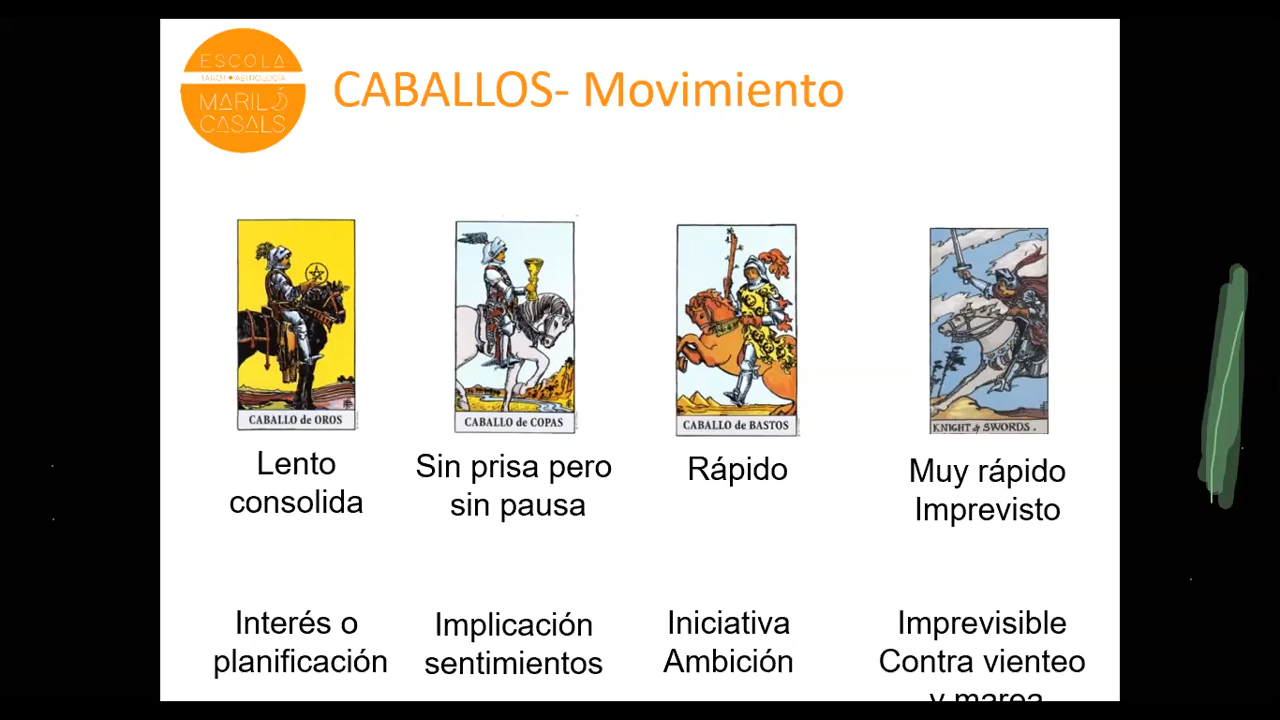 ESCOLA
TAROT • ASTROLOGIA
MARILÓ
CASALS
CABALLOS- Movimiento
CABALLO de OROS
CABALLO de COPAS
CABALLO de BASTOS
KNIGHT of SWORDS.
Lento
consolida
Sin prisa pero
sin pausa
Rápido
Muy rápido
Imprevisto
Interés o
planificación
Implicación
sentimientos
Iniciativa
Ambición
Imprevisible
Contra vienteo
y marea